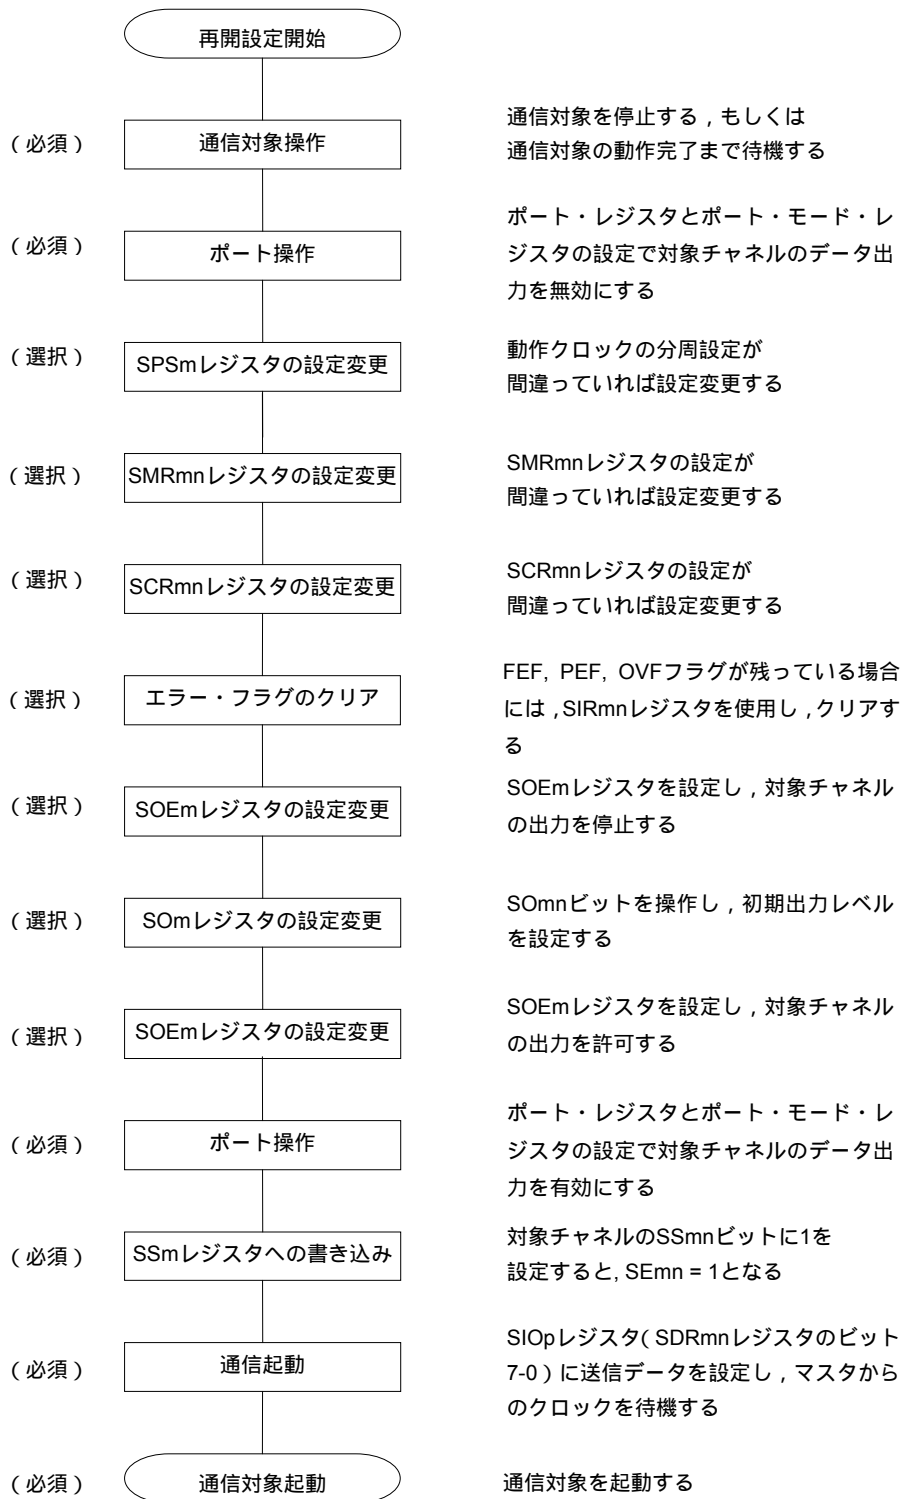 再開設定開始
（必須）
通信対象操作
通信対象を停止する，もしくは
通信対象の動作完了まで待機する
（必須）
ポート操作
ポート・レジスタとポート・モード・レ
ジスタの設定で対象チャネルのデータ出
力を無効にする
（選択）
SPSmレジスタの設定変更
動作クロックの分周設定が
間違っていれば設定変更する
（選択）
SMRmnレジスタの設定変更
SMRmnレジスタの設定が
間違っていれば設定変更する
（選択）
SCRmnレジスタの設定変更
SCRmnレジスタの設定が
間違っていれば設定変更する
（選択）
エラー・フラグのクリア
FEF, PEF, OVFフラグが残っている場合
には，SIRmnレジスタを使用し，クリアす
る
（選択）
SOEmレジスタの設定変更
SOEmレジスタを設定し，対象チャネル
の出力を停止する
（選択）
SOmレジスタの設定変更
SOmnビットを操作し，初期出力レベル
を設定する
（選択）
SOEmレジスタの設定変更
SOEmレジスタを設定し，対象チャネル
の出力を許可する
（必須）
ポート操作
ポート・レジスタとポート・モード・レ
ジスタの設定で対象チャネルのデータ出
力を有効にする
（必須）
SSmレジスタへの書き込み
対象チャネルのSSmnビットに1を
設定すると, SEmn = 1となる
（必須）
通信起動
SIOpレジスタ（SDRmnレジスタのビット
7-0）に送信データを設定し，マスタから
のクロックを待機する
（必須）
通信対象起動
通信対象を起動する